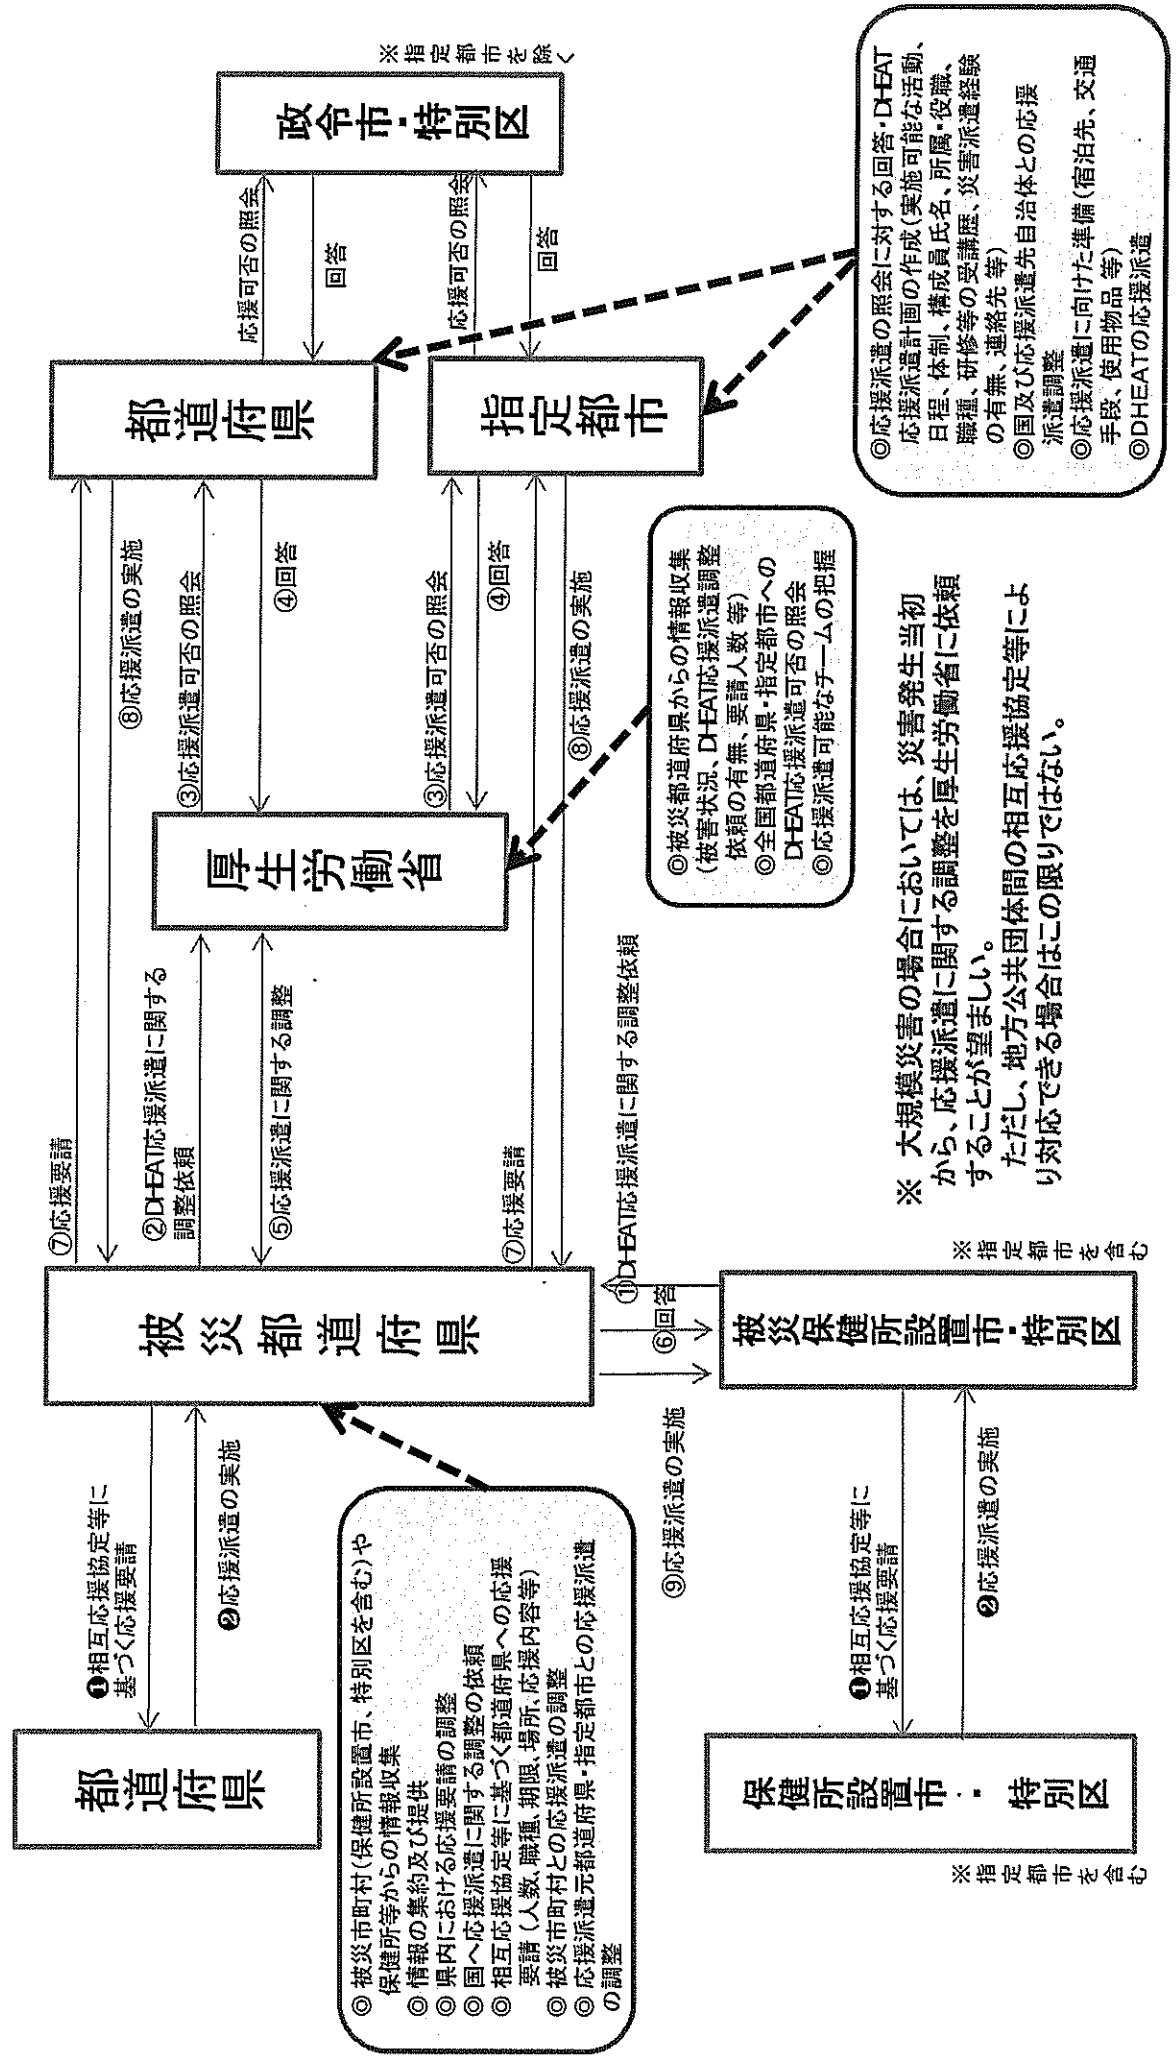 都道府県
❶相互応援協定等に
基づく応援要請
❷応援派遣の実施
被災都道府県
⑦応援要請
⑧応援派遣の実施
②DHEAT応援派遣に関する
調整依頼
⑤応援派遣に関する調整
厚生労働省
③応援派遣可否の照会
④回答
③応援派遣可否の照会
④回答
⑦応援要請
⑧応援派遣の実施
都道府県
指定都市
応援可否の照会
回答
応援可否の照会
回答
政令市・特別区
※指定都市を除く
◎ 被災市町村(保健所設置市、特別区を含む)や
保健所等からの情報収集
◎ 情報の集約及び提供
◎ 県内における応援要請の調整
◎ 国へ応援派遣に関する調整の依頼
◎ 相互応援協定等に基づく都道府県への応援
要請(人数、職種、期限、場所、応援内容等)
◎ 被災市町村との応援派遣の調整
◎ 応援派遣元都道府県・指定都市との応援派遣
の調整
①DHEAT応援派遣に関する調整依頼
⑥回答
⑨応援派遣の実施
◎被災都道府県からの情報収集
(被害状況、DHEAT応援派遣調整
依頼の有無、要請人数 等)
◎全国都道府県・指定都市への
DHEAT応援派遣可否の照会
◎応援派遣可能なチームの把握
◎応援派遣の照会に対する回答・DHEAT
応援派遣計画の作成(実施可能な活動、
日程、体制、構成員氏名、所属・役職、
職種、研修等の受講歴、災害派遣経験
の有無、連絡先 等)
◎国及び応援派遣先自治体との応援
派遣調整
◎応援派遣に向けた準備(宿泊先、交通
手段、使用物品 等)
◎DHEATの応援派遣
保健所設置市・特別区
※指定都市を含む
❶相互応援協定等に
基づく応援要請
❷応援派遣の実施
被災保健所設置市・特別区
※指定都市を含む
※ 大規模災害の場合においては、災害発生当初
から、応援派遣に関する調整を厚生労働省に依頼
することが望ましい。
ただし、地方公共団体間の相互応援協定等によ
り対応できる場合はこの限りではない。